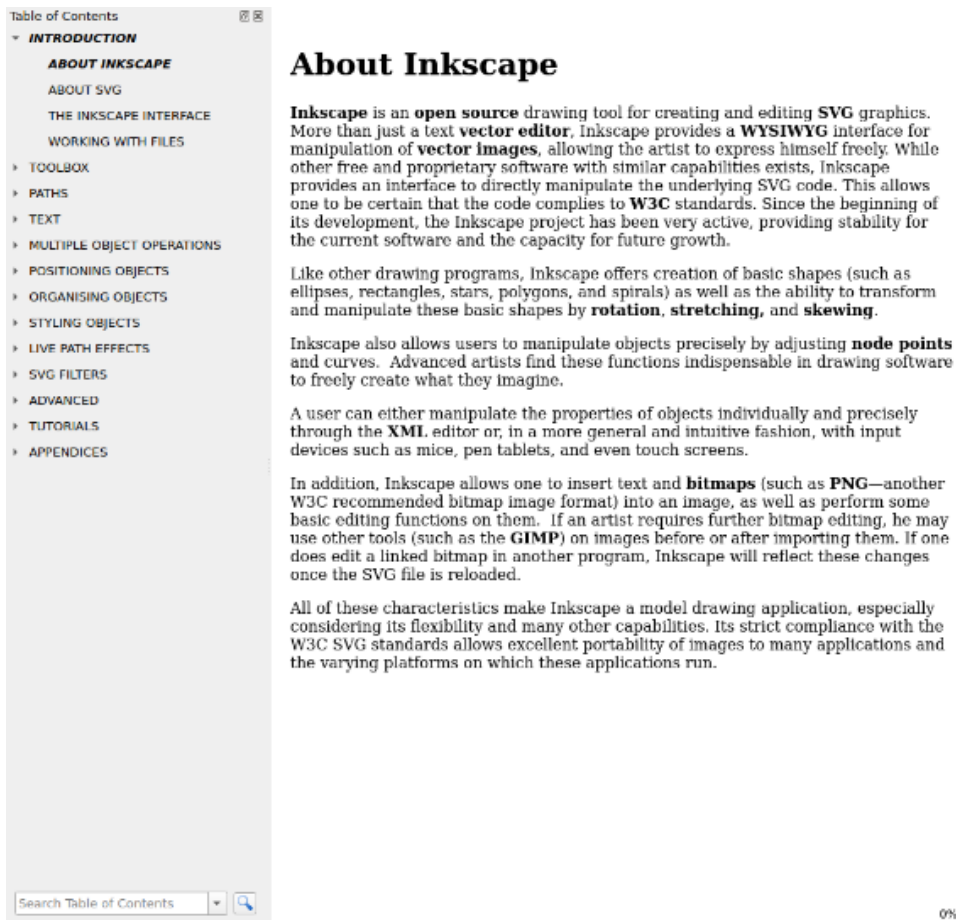 Table of Contents
INTRODUCTION
ABOUT INKSCAPE
ABOUT SVG
THE INKSCAPE INTERFACE
WORKING WITH FILES
TOOLBOX
PATHS
TEXT
MULTIPLE OBJECT OPERATIONS
POSITIONING OBJECTS
ORGANISING OBJECTS
STYLING OBJECTS
LIVE PATH EFFECTS
SVG FILTERS
ADVANCED
TUTORIALS
APPENDICES
Search Table of Contents
About Inkscape
Inkscape is an open source drawing tool for creating and editing SVG graphics.
More than just a text vector editor, Inkscape provides a WYSIWYG interface for
manipulation of vector images, allowing the artist to express himself freely. While
other free and proprietary software with similar capabilities exists, Inkscape
provides an interface to directly manipulate the underlying SVG code. This allows
one to be certain that the code complies to W3C standards. Since the beginning of
its development, the Inkscape project has been very active, providing stability for
the current software and the capacity for future growth.
Like other drawing programs, Inkscape offers creation of basic shapes (such as
ellipses, rectangles, stars, polygons, and spirals) as well as the ability to transform
and manipulate these basic shapes by rotation, stretching, and skewing.
Inkscape also allows users to manipulate objects precisely by adjusting node points
and curves.  Advanced artists find these functions indispensable in drawing software
to freely create what they imagine.
A user can either manipulate the properties of objects individually and precisely
through the XML editor or, in a more general and intuitive fashion, with input
devices such as mice, pen tablets, and even touch screens.
In addition, Inkscape allows one to insert text and bitmaps (such as PNG—another
W3C recommended bitmap image format) into an image, as well as perform some
basic editing functions on them.  If an artist requires further bitmap editing, he may
use other tools (such as the GIMP) on images before or after importing them. If one
does edit a linked bitmap in another program, Inkscape will reflect these changes
once the SVG file is reloaded.
All of these characteristics make Inkscape a model drawing application, especially
considering its flexibility and many other capabilities. Its strict compliance with the
W3C SVG standards allows excellent portability of images to many applications and
the varying platforms on which these applications run.
0%